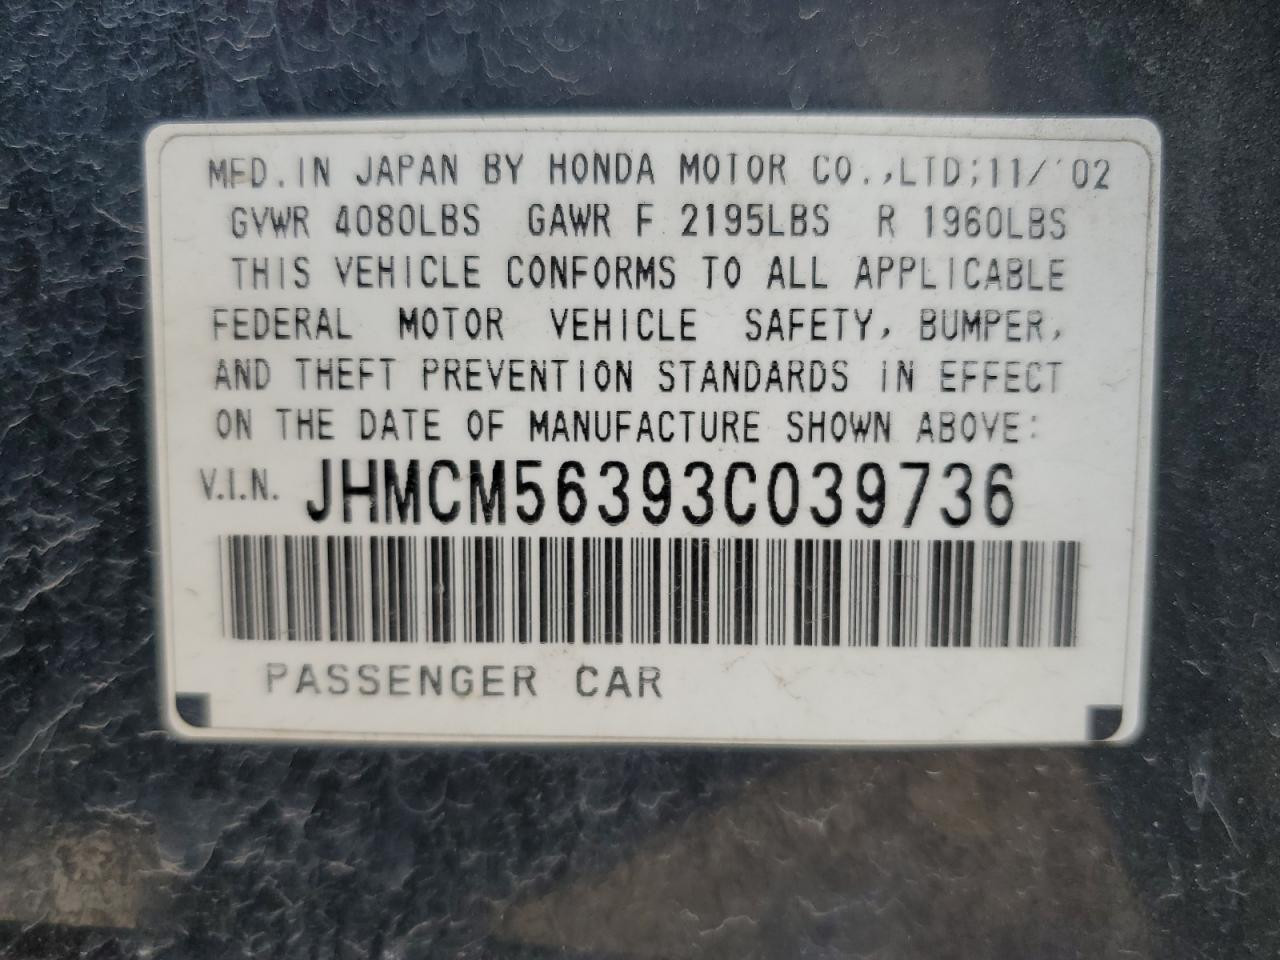 MFD. IN JAPAN BY HONDA MOTOR CO.,LTD;11/'02
GVWR 4080LBS GAWR F 2195LBS R 1960LBS
THIS VEHICLE CONFORMS TO ALL APPLICABLE
FEDERAL MOTOR VEHICLE SAFETY, BUMPER,
AND THEFT PREVENTION STANDARDS IN EFFECT
ON THE DATE OF MANUFACTURE SHOWN ABOVE:
V.I.N. JHMCM56393C039736
PASSENGER CAR